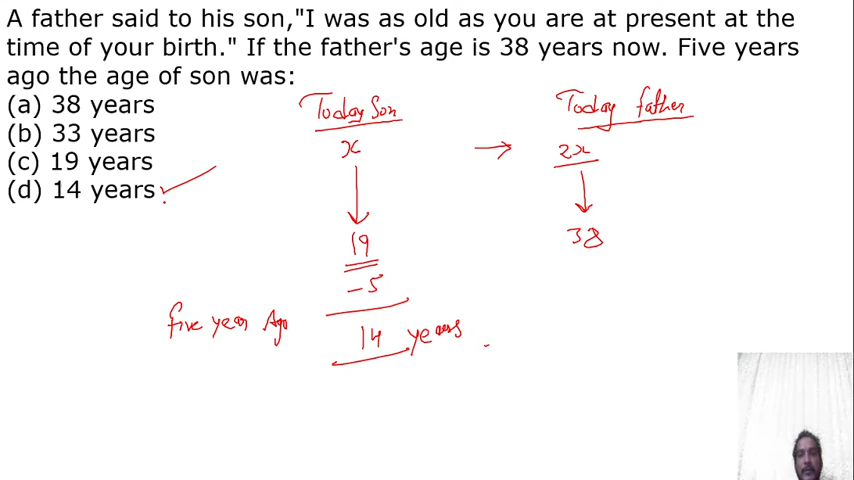 A father said to his son,"I was as old as you are at present at the
time of your birth." If the father's age is 38 years now. Five years
ago the age of son was:
(a) 38 years
(b) 33 years
(c) 19 years
(d) 14 years
Today Son
Today father
x
2x
19
38
-5
five year Ago
14 years